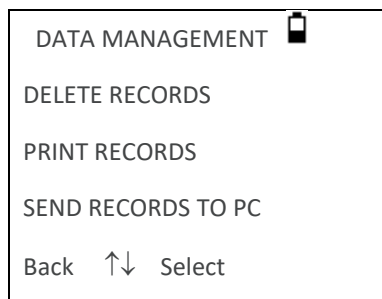 DATA MANAGEMENT
DELETE RECORDS
PRINT RECORDS
SEND RECORDS TO PC
Back ↑↓ Select